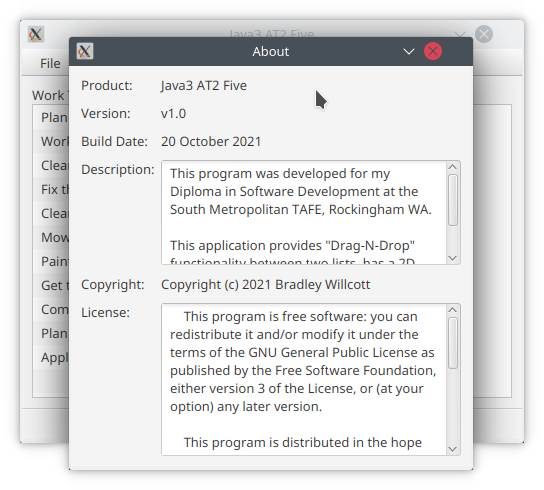 Java3 AT2 Five
About
File
Work
Plan
Work
Clear
Fix th
Clear
Mow
Paint
Get t
Com
Plan
Apply
Product: Java3 AT2 Five
Version: v1.0
Build Date: 20 October 2021
Description: This program was developed for my
Diploma in Software Development at the
South Metropolitan TAFE, Rockingham WA.
This application provides "Drag-N-Drop"
functionality between two lists, has a 2D
Copyright: Copyright (c) 2021 Bradley Willcott
License: This program is free software: you can
redistribute it and/or modify it under the
terms of the GNU General Public License as
published by the Free Software Foundation,
either version 3 of the License, or (at your
option) any later version.
This program is distributed in the hope